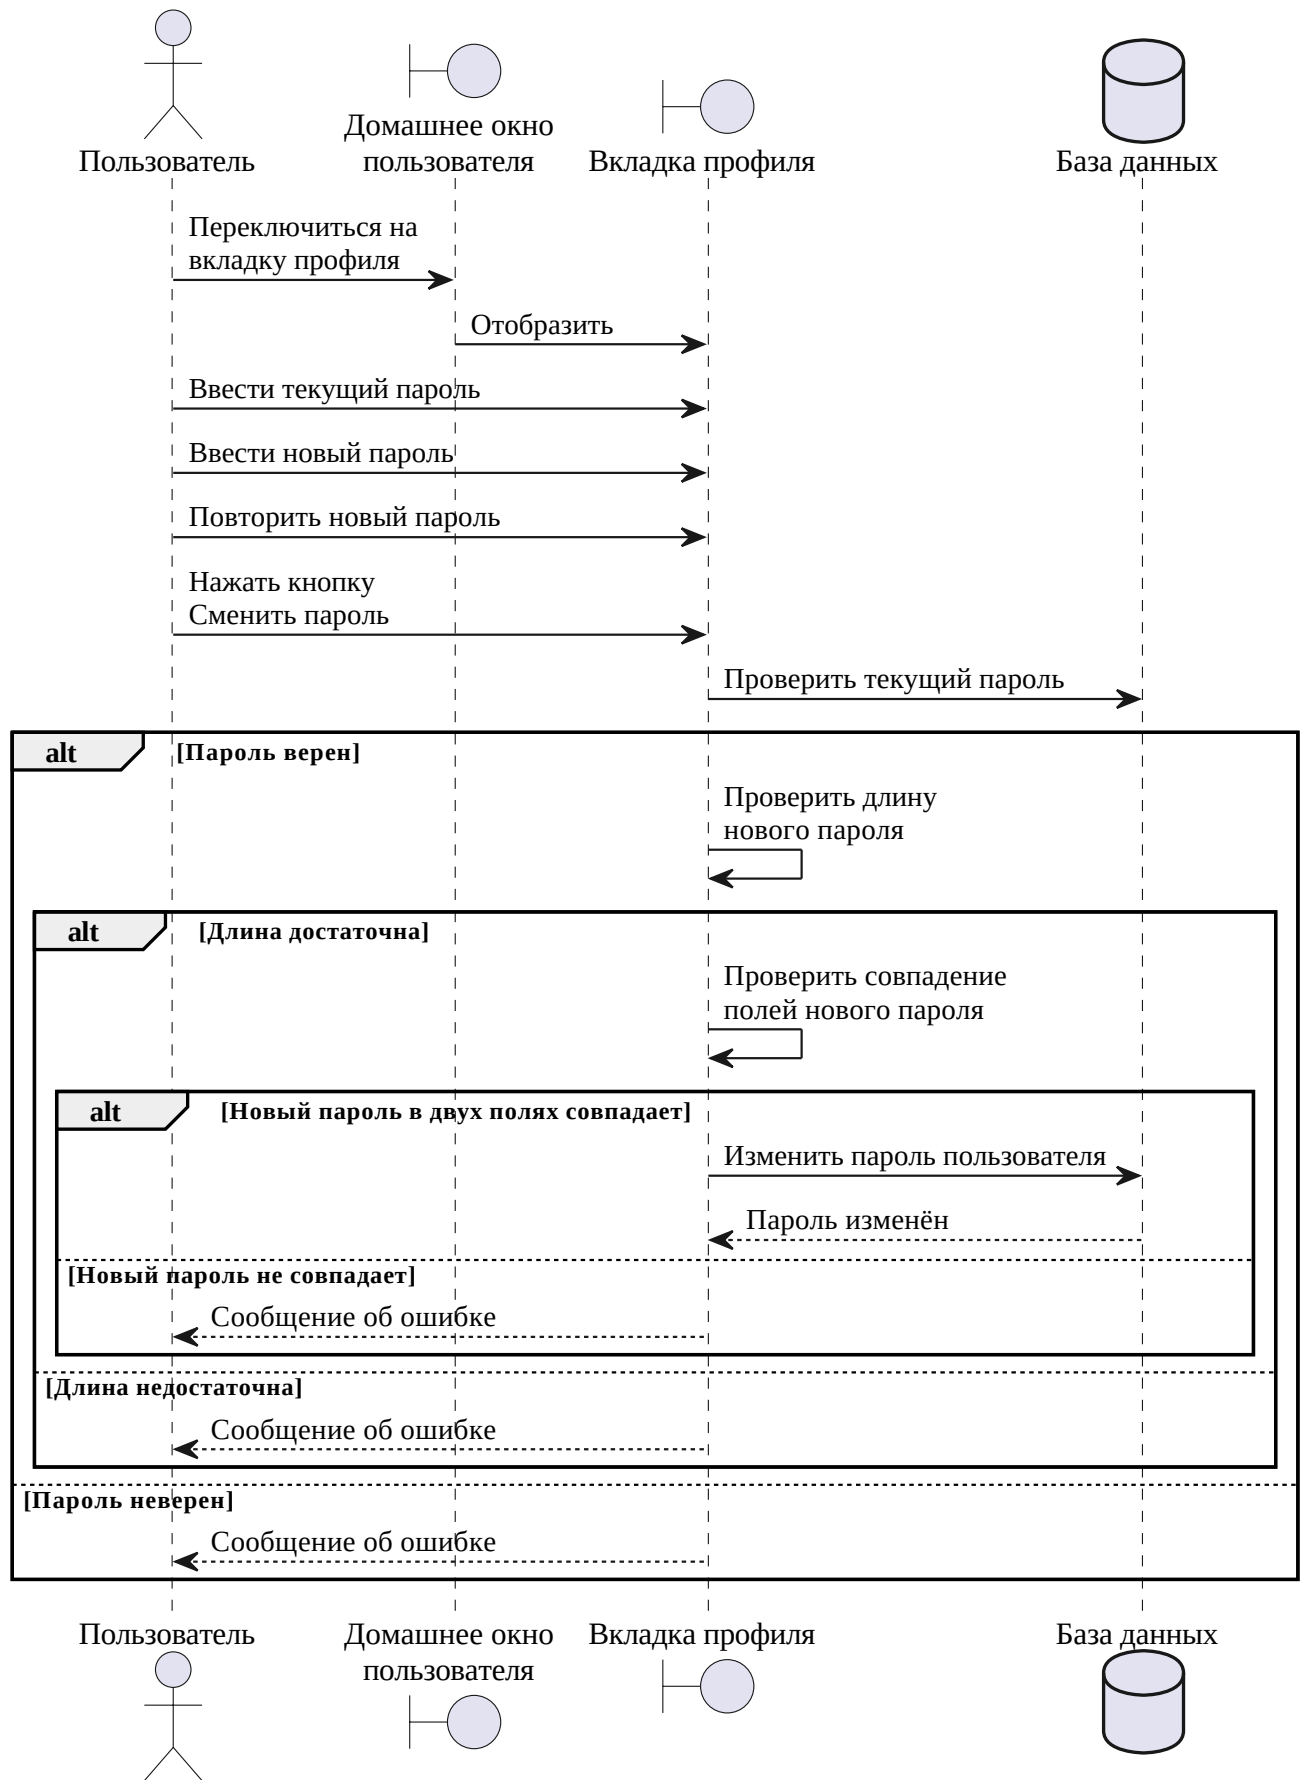 Пользователь
Домашнее окно
пользователя
Вкладка профиля
База данных
Переключиться на
вкладку профиля
Отобразить
Ввести текущий пароль
Ввести новый пароль
Повторить новый пароль
Нажать кнопку
Сменить пароль
Проверить текущий пароль
alt [Пароль верен]
Проверить длину
нового пароля
alt [Длина достаточна]
Проверить совпадение
полей нового пароля
alt [Новый пароль в двух полях совпадает]
Изменить пароль пользователя
Пароль изменён
[Новый пароль не совпадает]
Сообщение об ошибке
[Длина недостаточна]
Сообщение об ошибке
[Пароль неверен]
Сообщение об ошибке
Пользователь
Домашнее окно
пользователя
Вкладка профиля
База данных